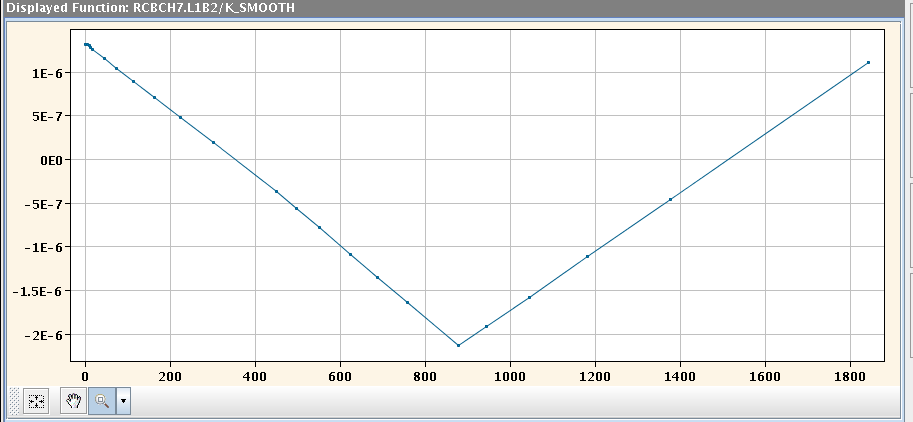 Displayed Function: RCBCH7.L1B2/K_SMOOTH
1E-6
5E-7
0E0
-5E-7
-1E-6
-1.5E-6
-2E-6
0 200 400 600 800 1000 1200 1400 1600 1800